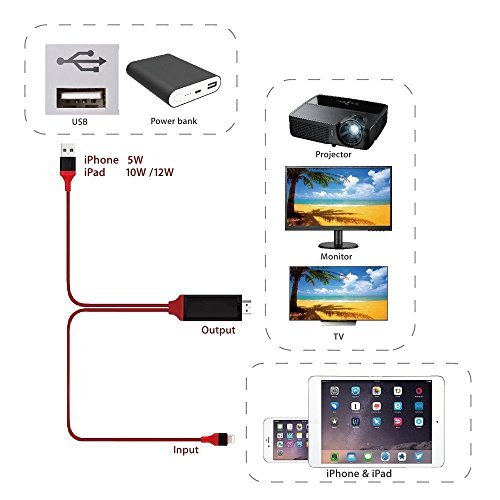 USB
Power bank
iPhone 5W
iPad 10W /12W
Projector
Monitor
Output
TV
Input
iPhone & iPad